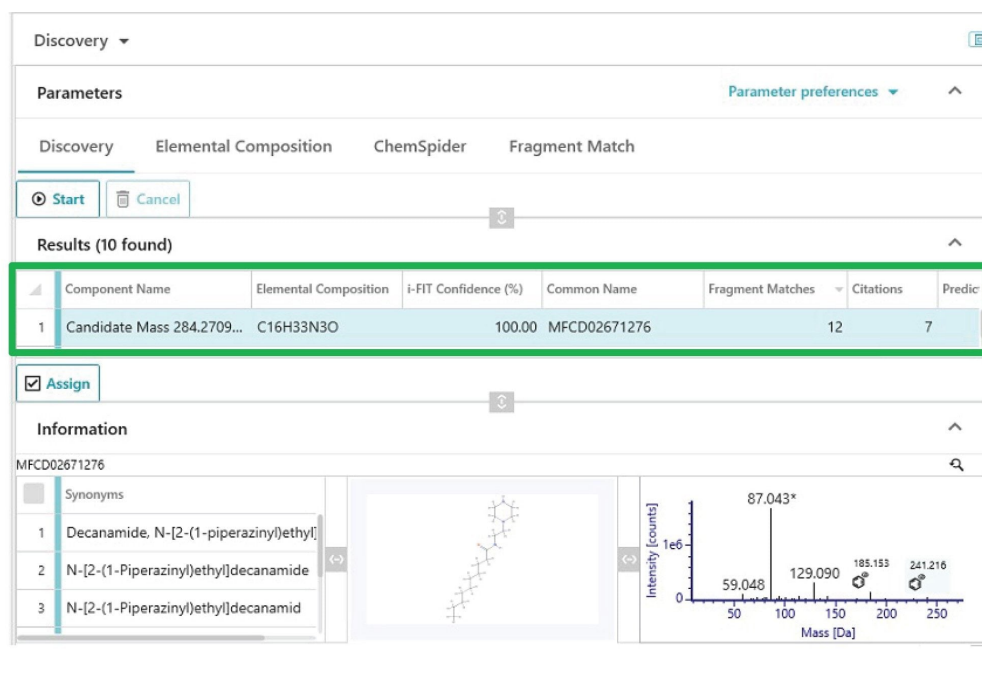 Discovery
Parameters
Parameter preferences
Discovery Elemental Composition ChemSpider Fragment Match
Start Cancel
Results (10 found)
Component Name Elemental Composition i-FIT Confidence (%) Common Name Fragment Matches Citations Predic
1 Candidate Mass 284.2709... C16H33N3O 100.00 MFCD02671276 12 7
Assign
Information
MFCD02671276
Synonyms
1 Decanamide, N-[2-(1-piperazinyl)ethyl]
2 N-[2-(1-Piperazinyl)ethyl]decanamide
3 N-[2-(1-Piperazinyl)ethyl]decanamid
Intensity [counts]
1e6
0
87.043*
59.048
129.090
185.153
241.216
50 100 150 200 250
Mass [Da]